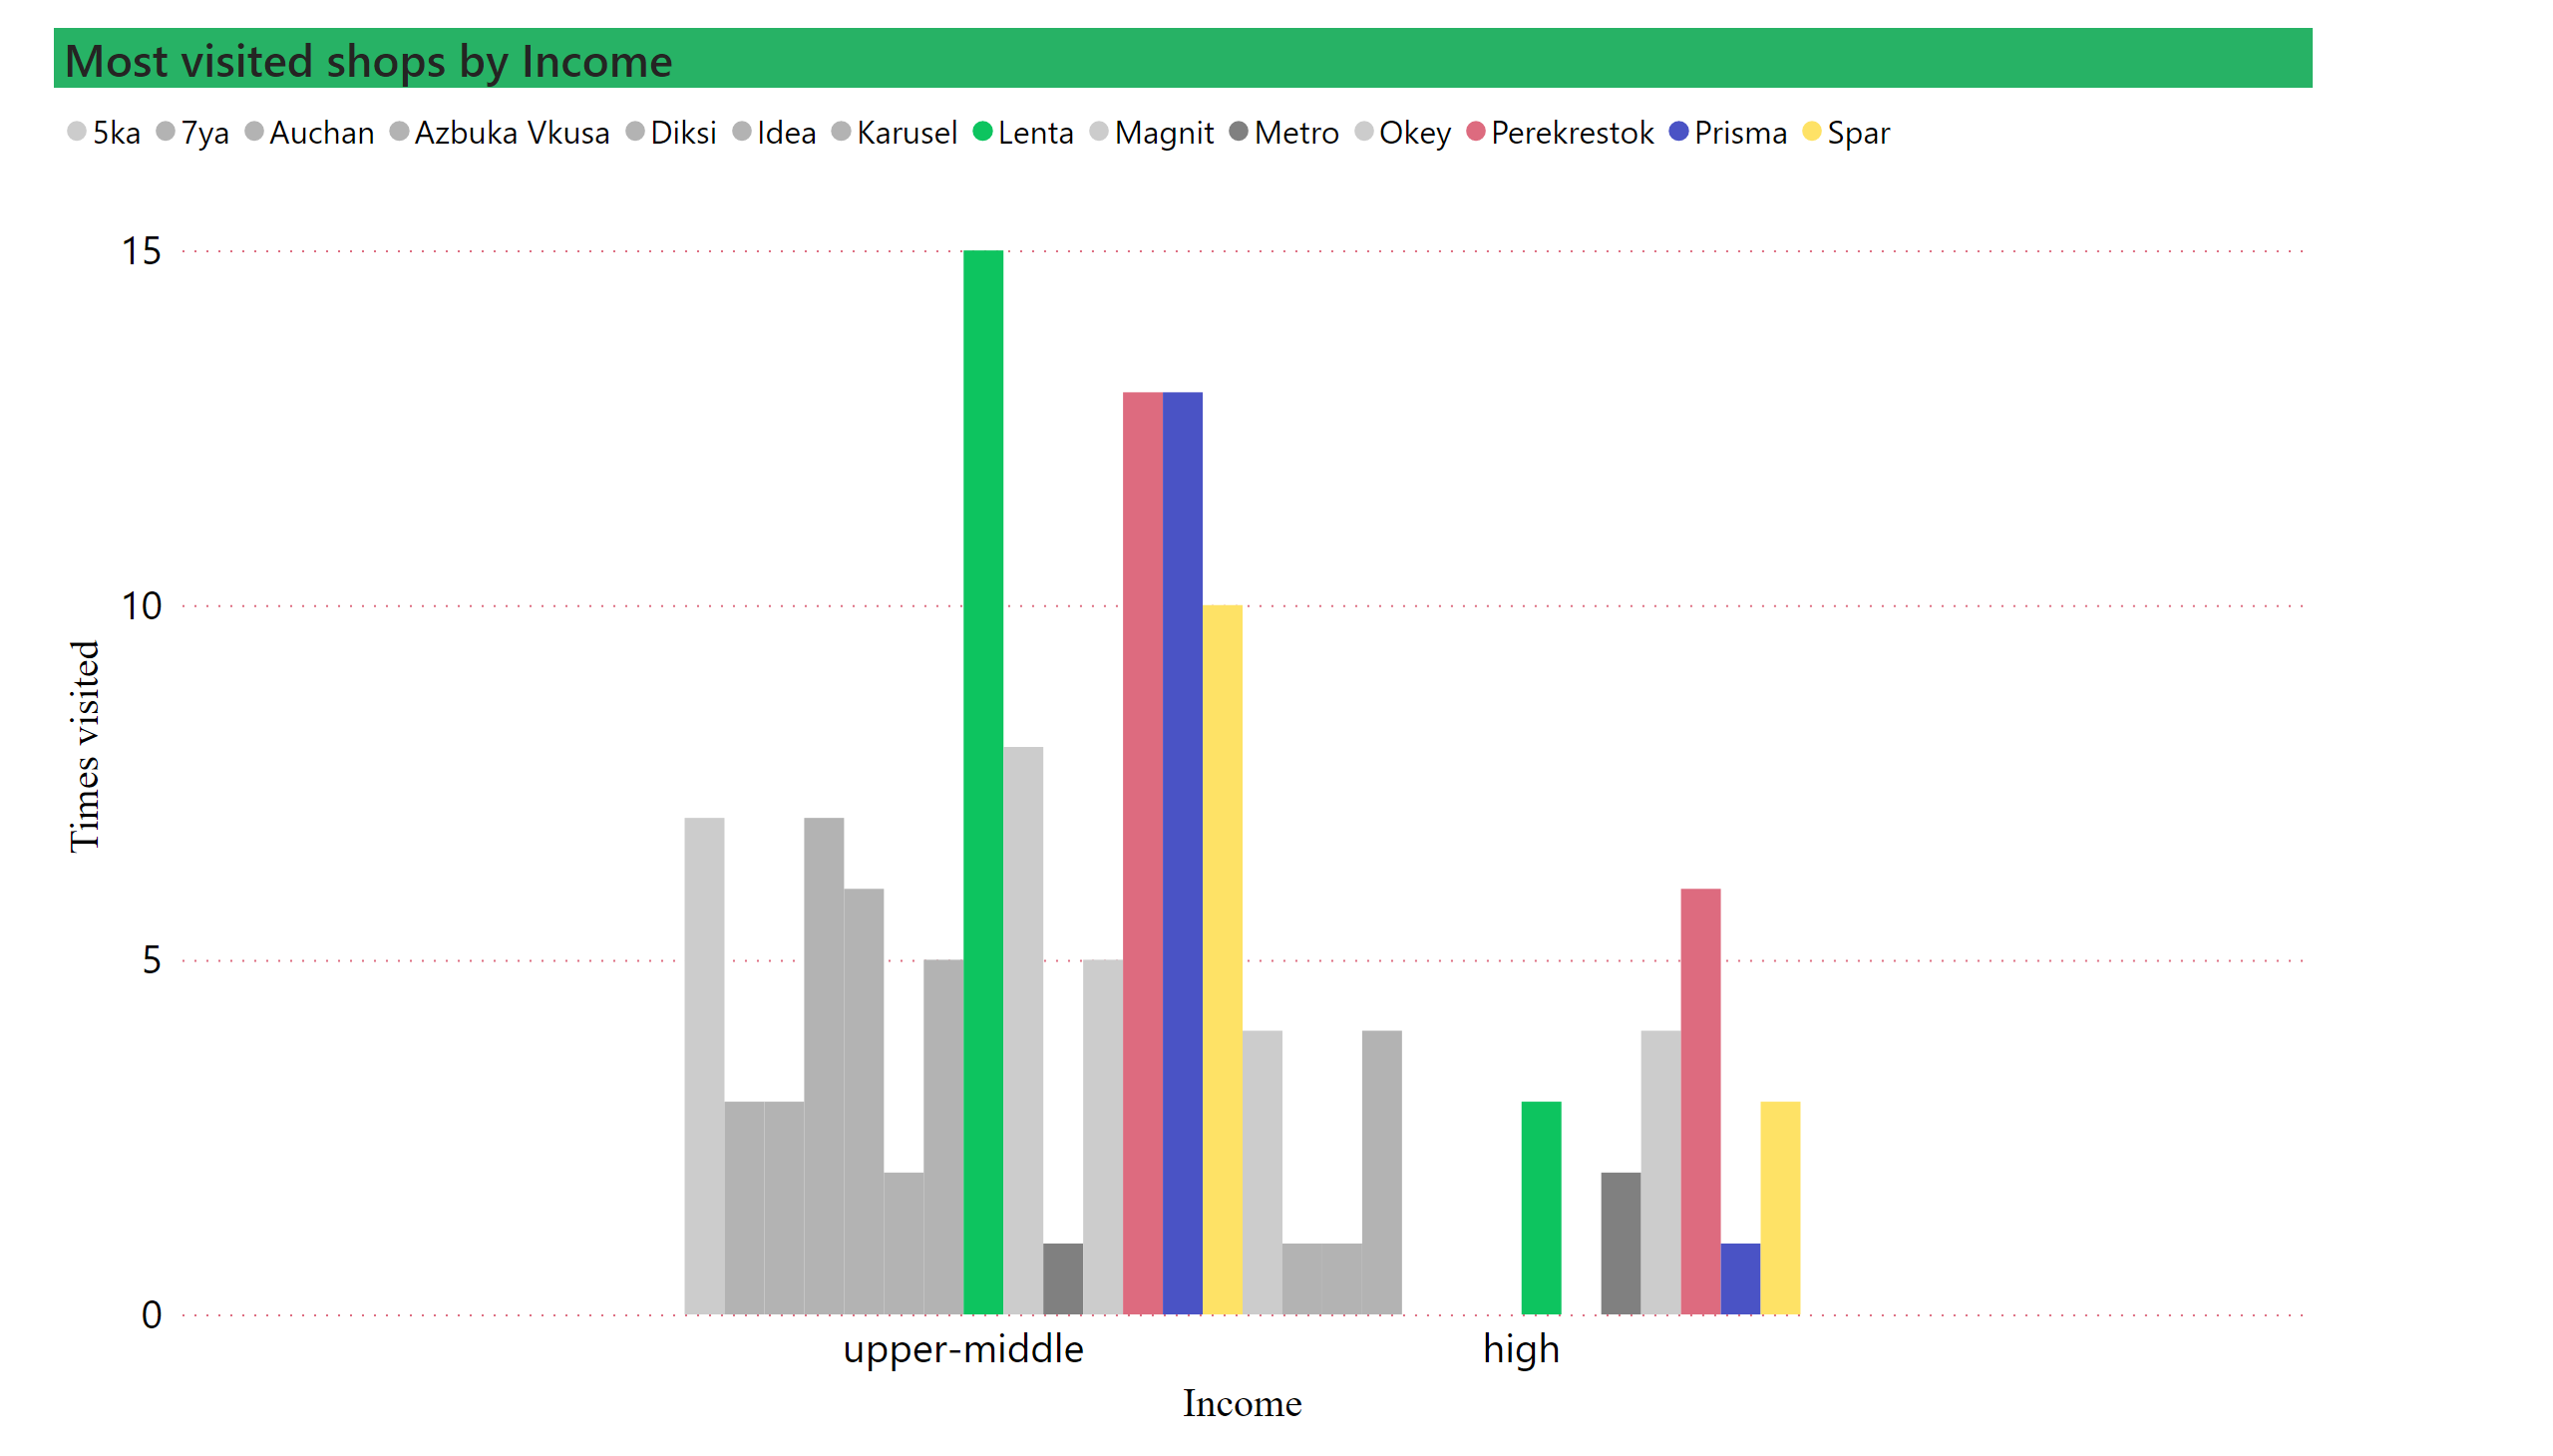 Most visited shops by Income
5ka 7ya Auchan Azbuka Vkusa Diksi Idea Karusel Lenta Magnit Metro Okey Perekrestok Prisma Spar
15
10
5
0
Times visited
upper-middle high
Income